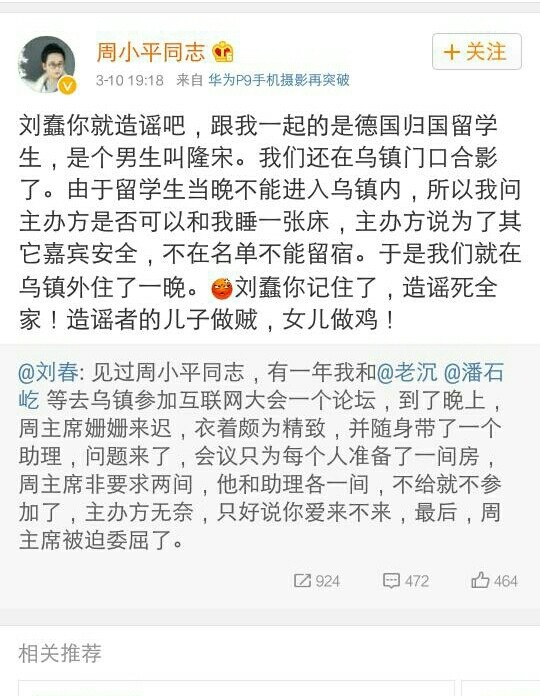 周小平同志
+关注
3-10 19:18 来自 华为P9手机摄影再突破
刘蠢你就造谣吧，跟我一起的是德国归国留学
生，是个男生叫隆宋。我们还在乌镇门口合影
了。由于留学生当晚不能进入乌镇内，所以我问
主办方是否可以和我睡一张床，主办方说为了其
它嘉宾安全，不在名单不能留宿。于是我们就在
乌镇外住了一晚。刘蠢你记住了，造谣死全
家！造谣者的儿子做贼，女儿做鸡！
@刘春: 见过周小平同志，有一年我和@老沉 @潘石
屹 等去乌镇参加互联网大会一个论坛，到了晚上，
周主席姗姗来迟，衣着颇为精致，并随身带了一个
助理，问题来了，会议只为每个人准备了一间房，
周主席非要求两间，他和助理各一间，不给就不参
加了，主办方无奈，只好说你爱来不来，最后，周
主席被迫委屈了。
924 472 464
相关推荐